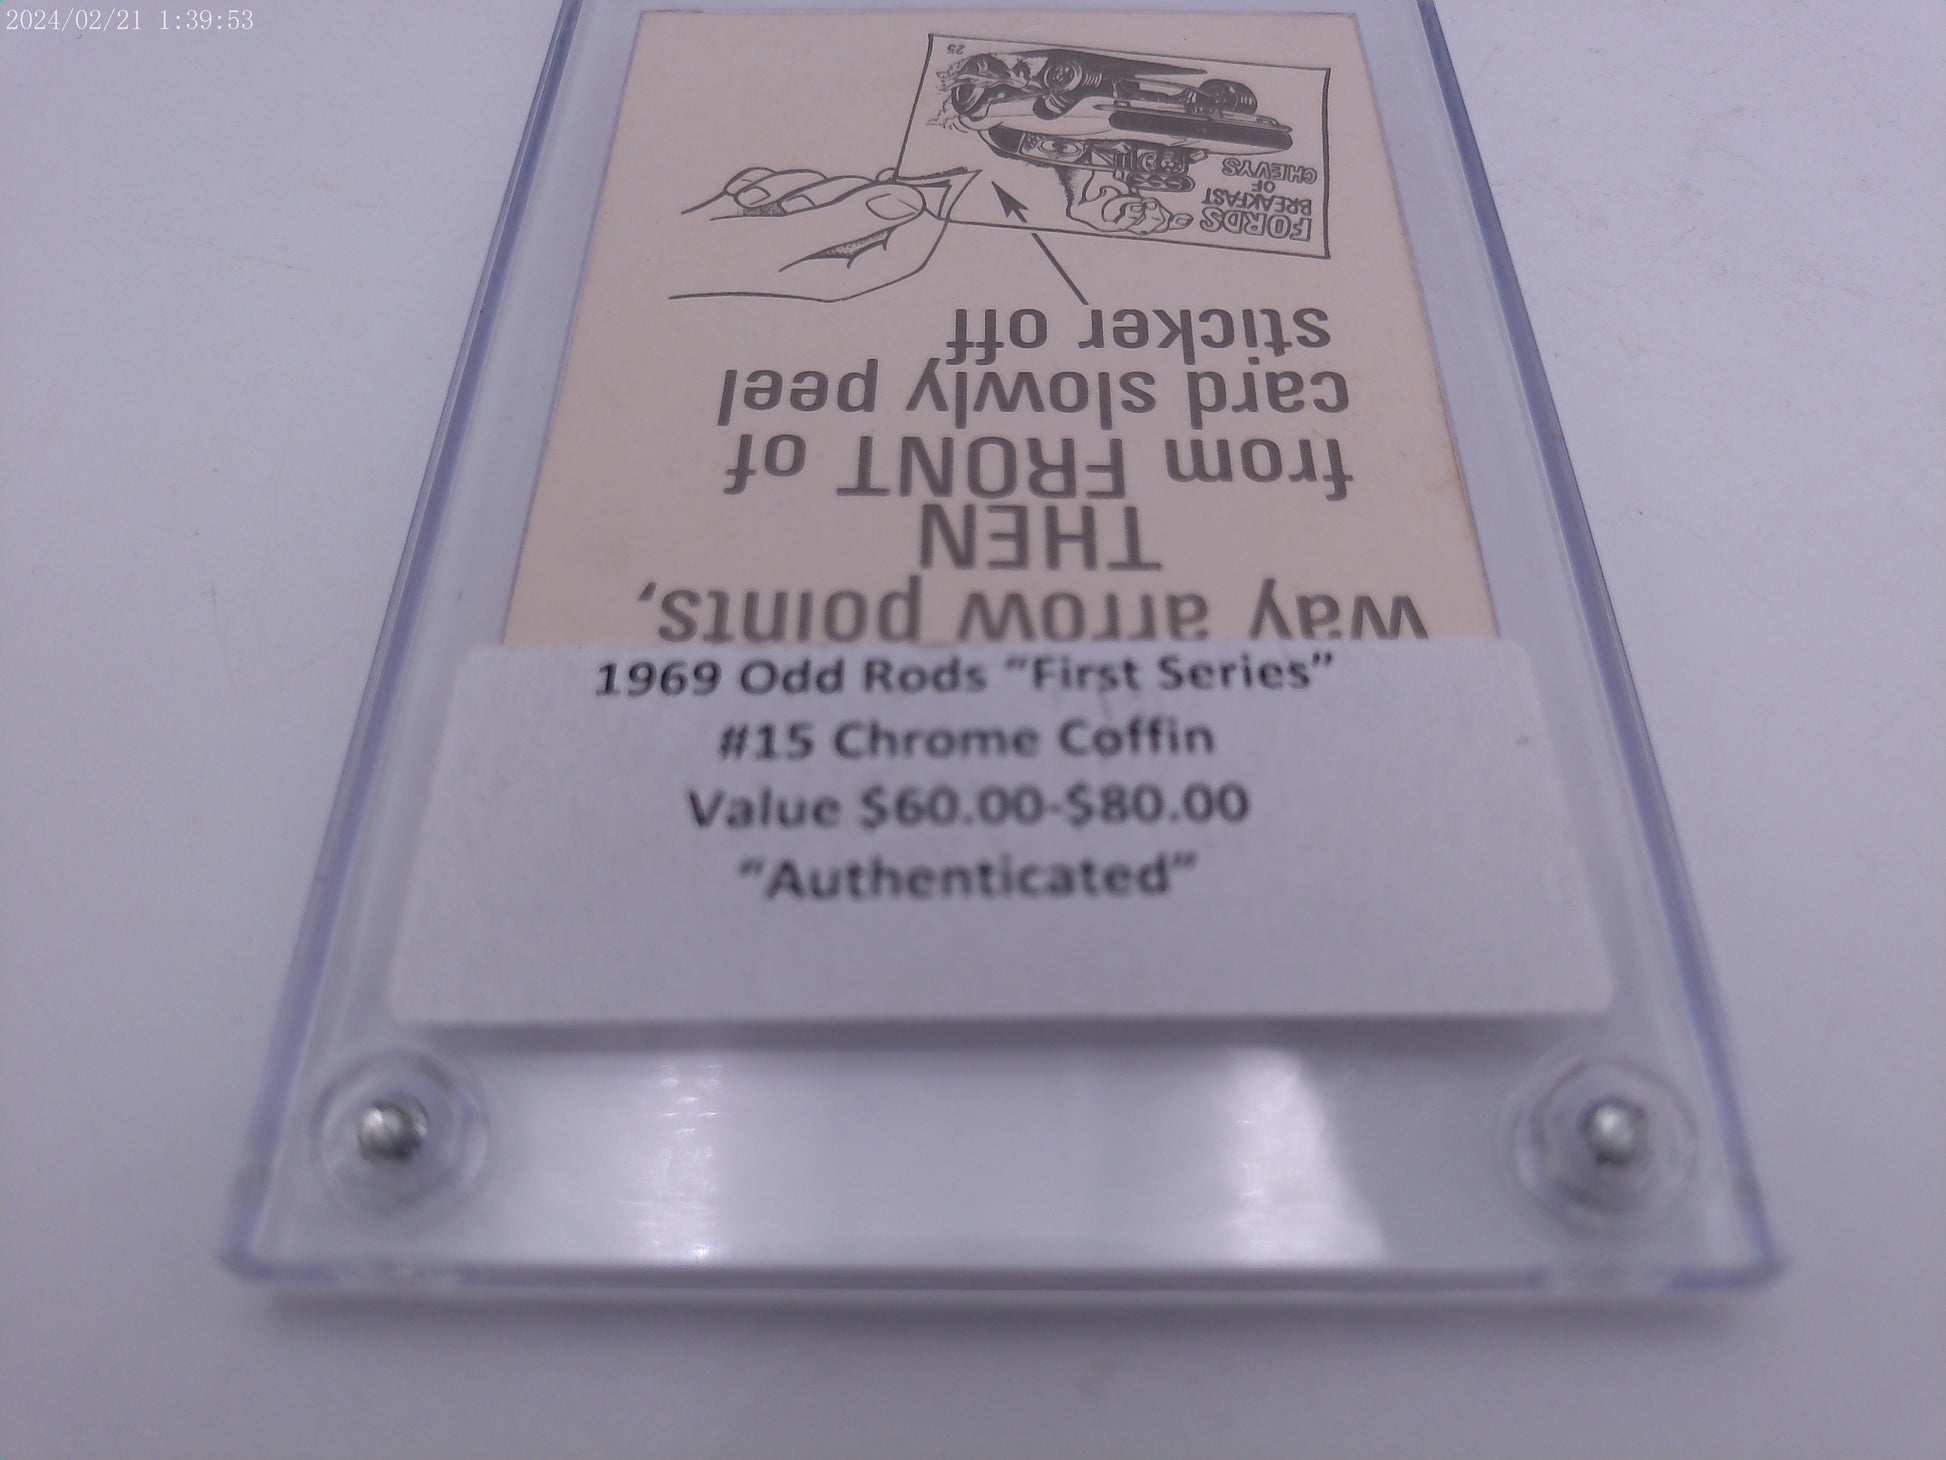 2024/02/21 1:39:53
way arrow points,
THEN
from FRONT of
card slowly peel
sticker off
FORDS
BREAKFAST
OF
CHEVYS
25
1969 Odd Rods "First Series"
#15 Chrome Coffin
Value $60.00-$80.00
"Authenticated"